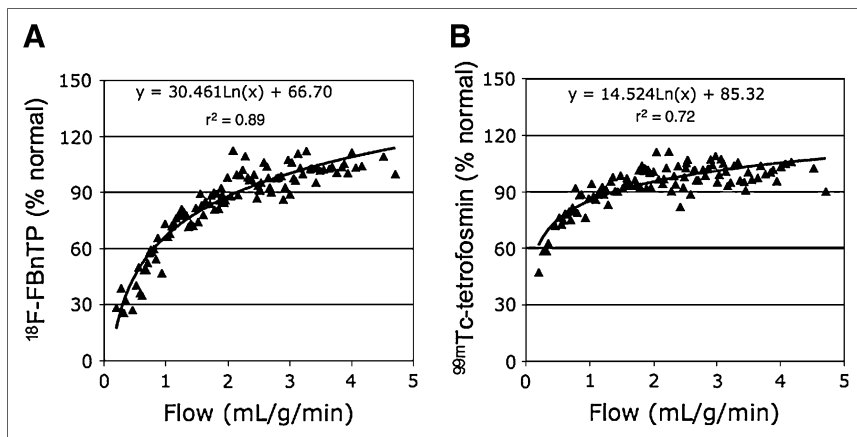 A
150
120
90
60
30
0
18F-FBnTP (% normal)
y = 30.461Ln(x) + 66.70
r² = 0.89
0 1 2 3 4 5
Flow (mL/g/min)
B
150
120
90
60
30
0
99mTc-tetrofosmin (% normal)
y = 14.524Ln(x) + 85.32
r² = 0.72
0 1 2 3 4 5
Flow (mL/g/min)